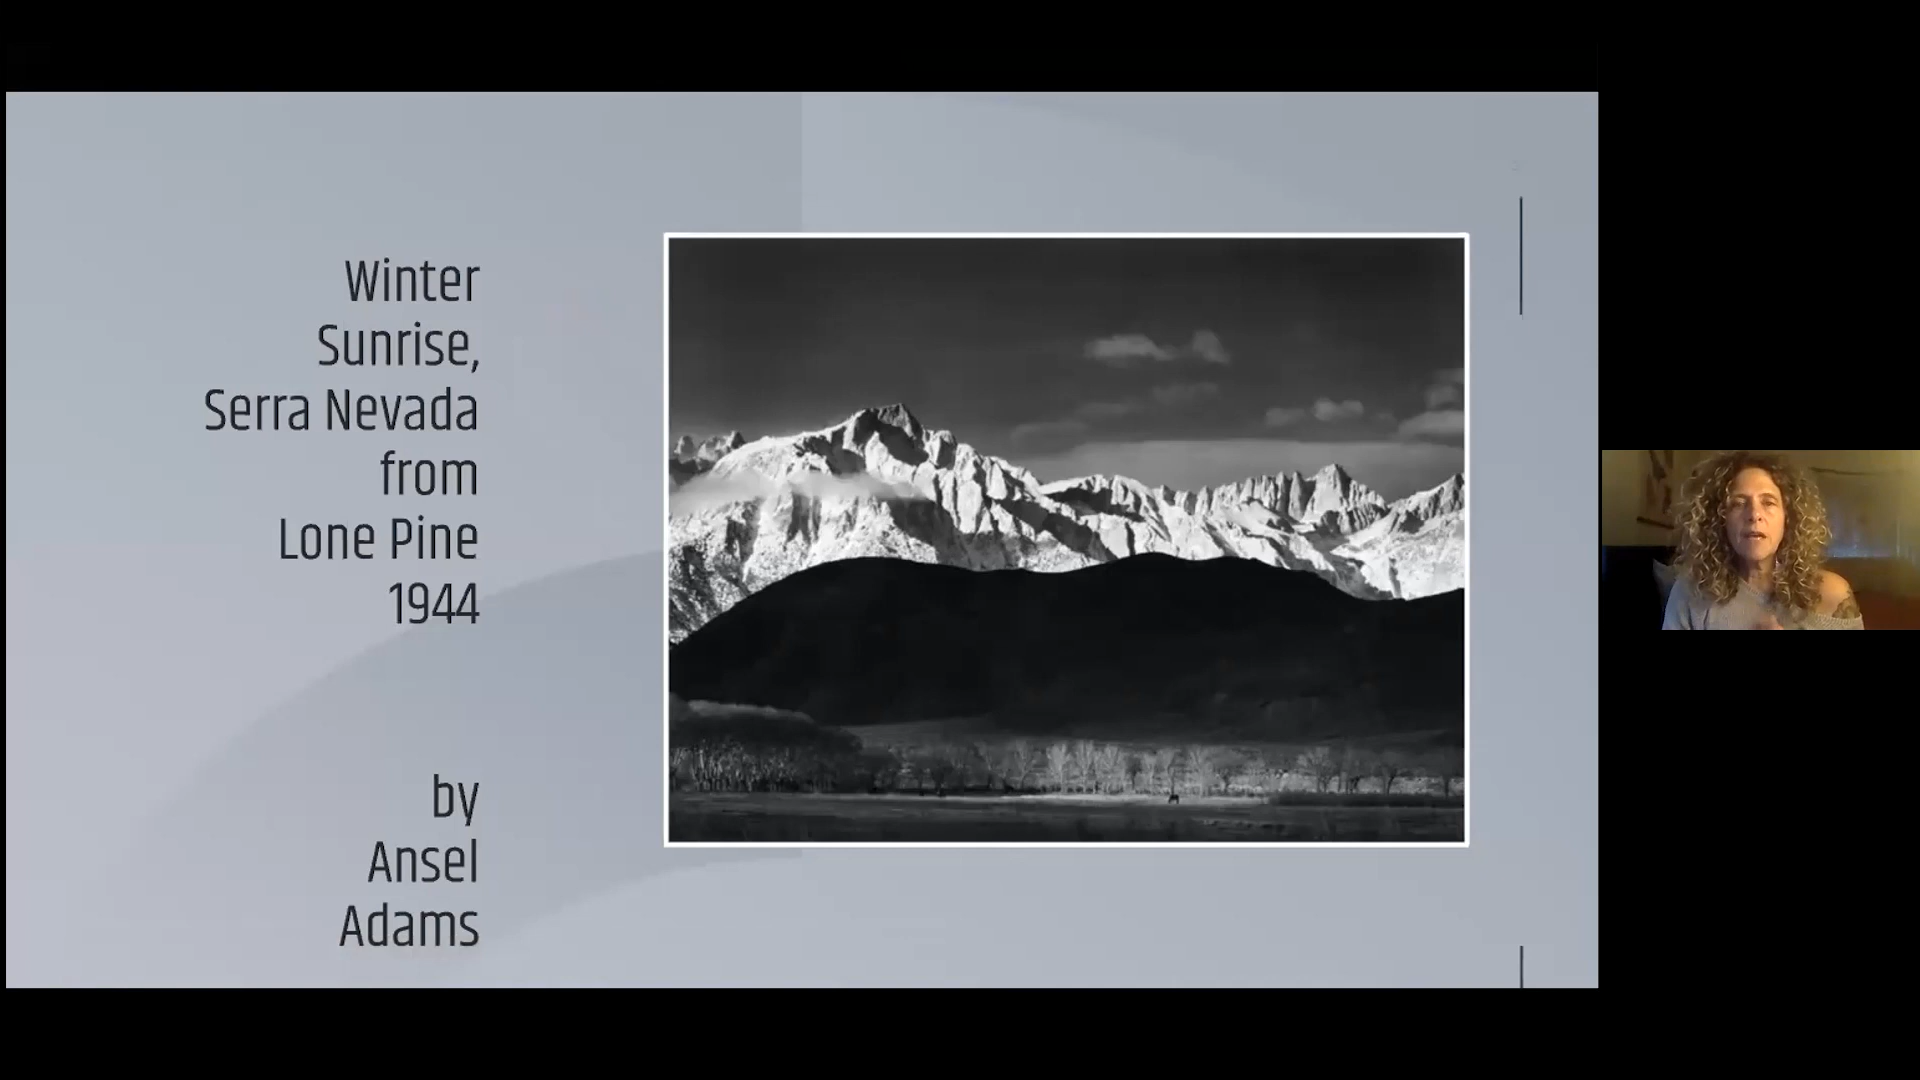 Winter
Sunrise,
Serra Nevada
from
Lone Pine
1944
by
Ansel
Adams